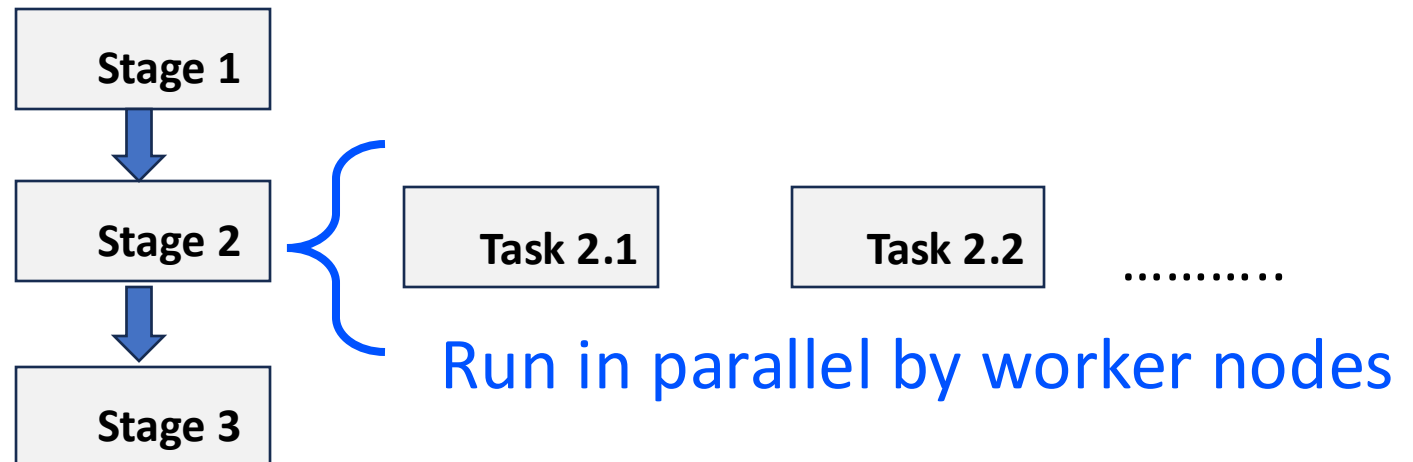 Stage 1
Stage 2
Task 2.1
Task 2.2
………..
Run in parallel by worker nodes
Stage 3